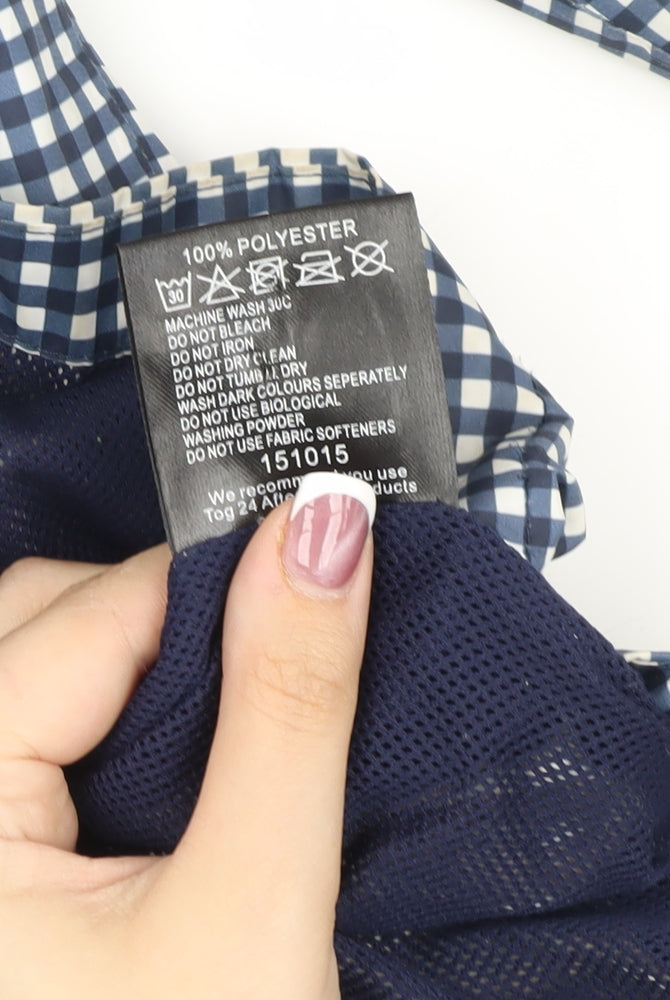 100% POLYESTER
30
MACHINE WASH 30C
DO NOT BLEACH
DO NOT IRON
DO NOT DRY CLEAN
DO NOT TUMBLE DRY
WASH DARK COLOURS SEPERATELY
DO NOT USE BIOLOGICAL
WASHING POWDER
DO NOT USE FABRIC SOFTENERS
151015
We you use
Tog 24